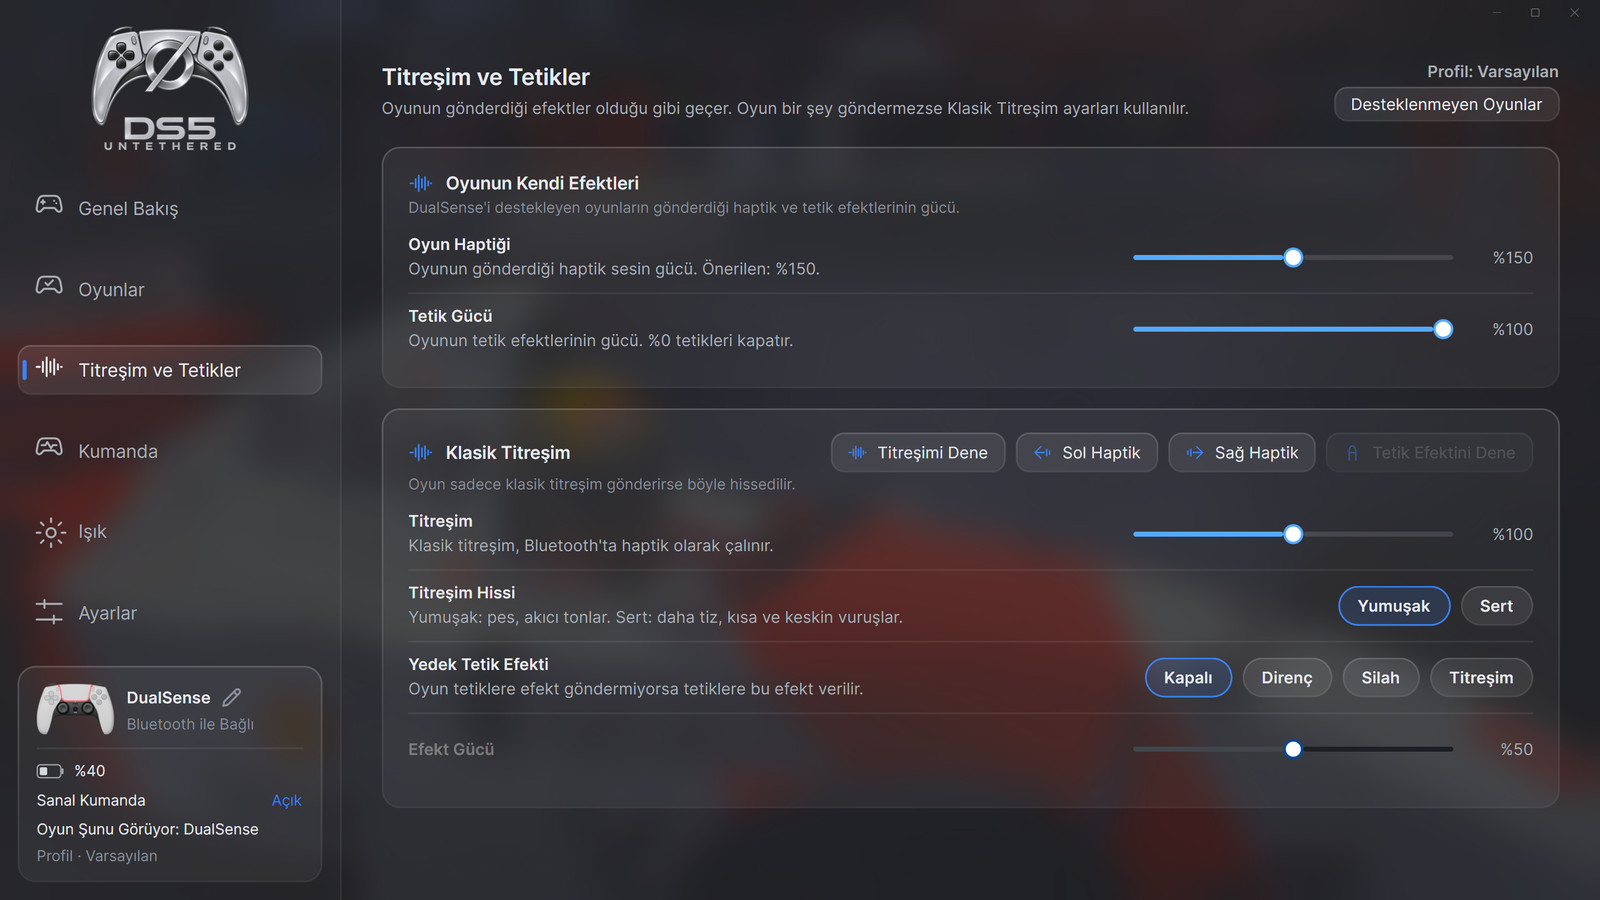 DS5
UNTETHERED
Genel Bakış
Oyunlar
Titreşim ve Tetikler
Kumanda
Işık
Ayarlar
DualSense
Bluetooth ile Bağlı
%40
Sanal Kumanda Açık
Oyun Şunu Görüyor: DualSense
Profil · Varsayılan
Titreşim ve Tetikler
Oyunun gönderdiği efektler olduğu gibi geçer. Oyun bir şey göndermezse Klasik Titreşim ayarları kullanılır.
Profil: Varsayılan
Desteklenmeyen Oyunlar
Oyunun Kendi Efektleri
DualSense'i destekleyen oyunların gönderdiği haptik ve tetik efektlerinin gücü.
Oyun Haptiği
Oyunun gönderdiği haptik sesin gücü. Önerilen: %150.
%150
Tetik Gücü
Oyunun tetik efektlerinin gücü. %0 tetikleri kapatır.
%100
Klasik Titreşim
Titreşimi Dene
Sol Haptik
Sağ Haptik
Tetik Efektini Dene
Oyun sadece klasik titreşim gönderirse böyle hissedilir.
Titreşim
Klasik titreşim, Bluetooth'ta haptik olarak çalınır.
%100
Titreşim Hissi
Yumuşak: pes, akıcı tonlar. Sert: daha tiz, kısa ve keskin vuruşlar.
Yumuşak
Sert
Yedek Tetik Efekti
Oyun tetiklere efekt göndermiyorsa tetiklere bu efekt verilir.
Kapalı
Direnç
Silah
Titreşim
Efekt Gücü
%50